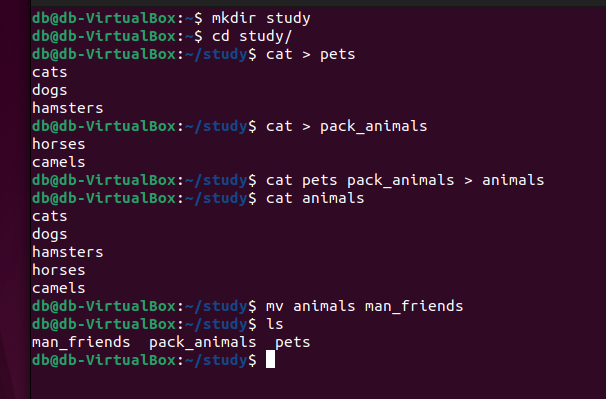 db@db-VirtualBox:~$ mkdir study
db@db-VirtualBox:~$ cd study/
db@db-VirtualBox:~/study$ cat > pets
cats
dogs
hamsters
db@db-VirtualBox:~/study$ cat > pack_animals
horses
camels
db@db-VirtualBox:~/study$ cat pets pack_animals > animals
db@db-VirtualBox:~/study$ cat animals
cats
dogs
hamsters
horses
camels
db@db-VirtualBox:~/study$ mv animals man_friends
db@db-VirtualBox:~/study$ ls
man_friends  pack_animals  pets
db@db-VirtualBox:~/study$